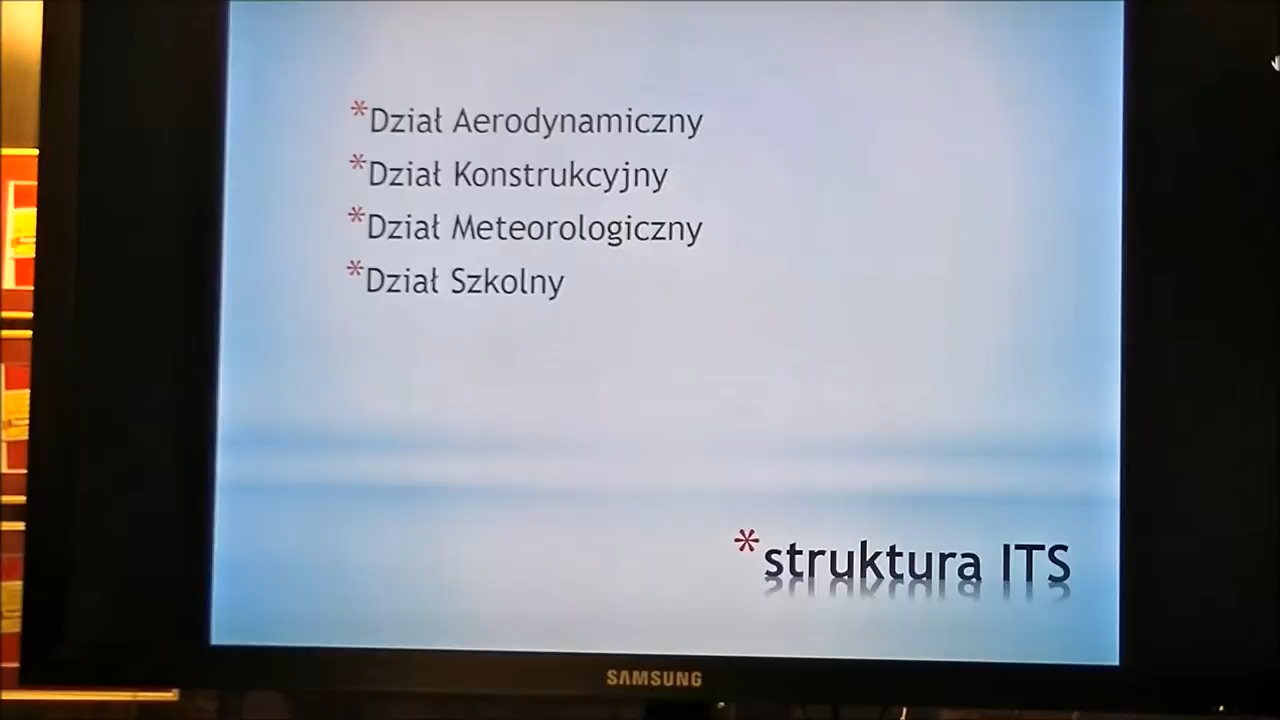 *Dział Aerodynamiczny
*Dział Konstrukcyjny
*Dział Meteorologiczny
*Dział Szkolny
*struktura ITS
SAMSUNG